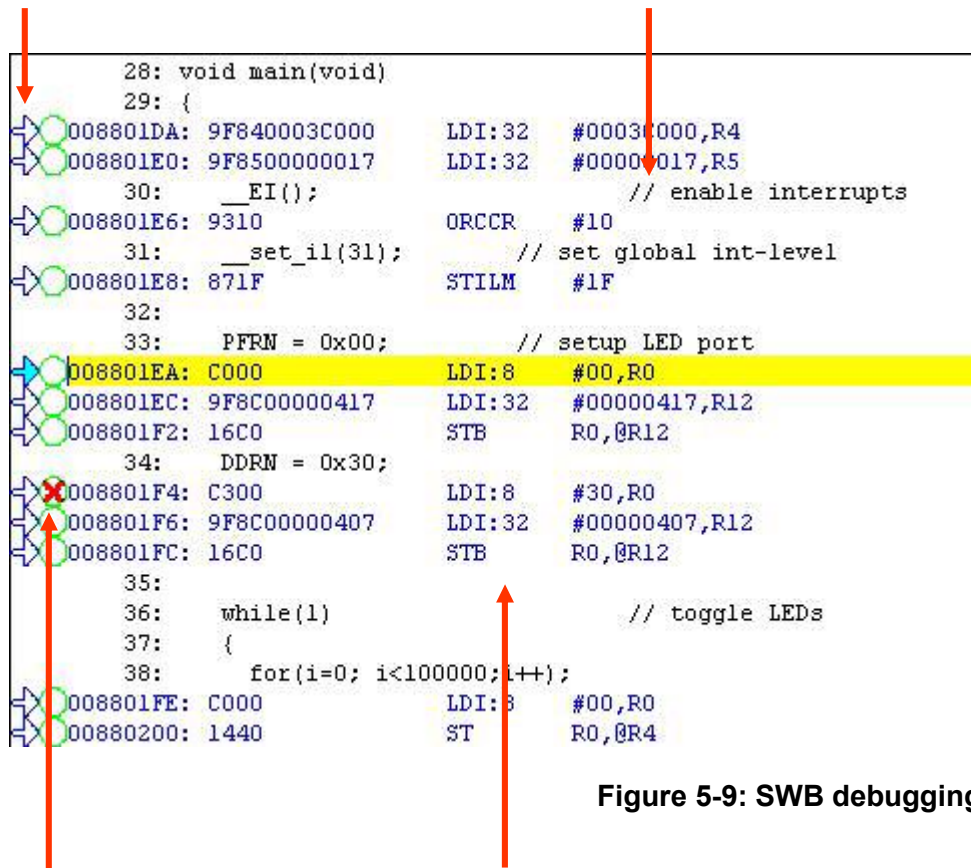 28: void main(void)
29: {
008801DA: 9F840003C000 LDI:32 #0003C000,R4
008801E0: 9F8500000017 LDI:32 #00000017,R5
30: __EI(); // enable interrupts
008801E6: 9310 ORCCR #10
31: __set_il(31); // set global int-level
008801E8: 871F STILM #1F
32:
33: PFRN = 0x00; // setup LED port
008801EA: C000 LDI:8 #00,R0
008801EC: 9F8C00000417 LDI:32 #00000417,R12
008801F2: 16C0 STB R0,@R12
34: DDRN = 0x30;
008801F4: C300 LDI:8 #30,R0
008801F6: 9F8C00000407 LDI:32 #00000407,R12
008801FC: 16C0 STB R0,@R12
35:
36: while(1) // toggle LEDs
37: {
38: for(i=0; i<100000;i++);
008801FE: C000 LDI:8 #00,R0
00880200: 1440 ST R0,@R4
Figure 5-9: SWB debugging